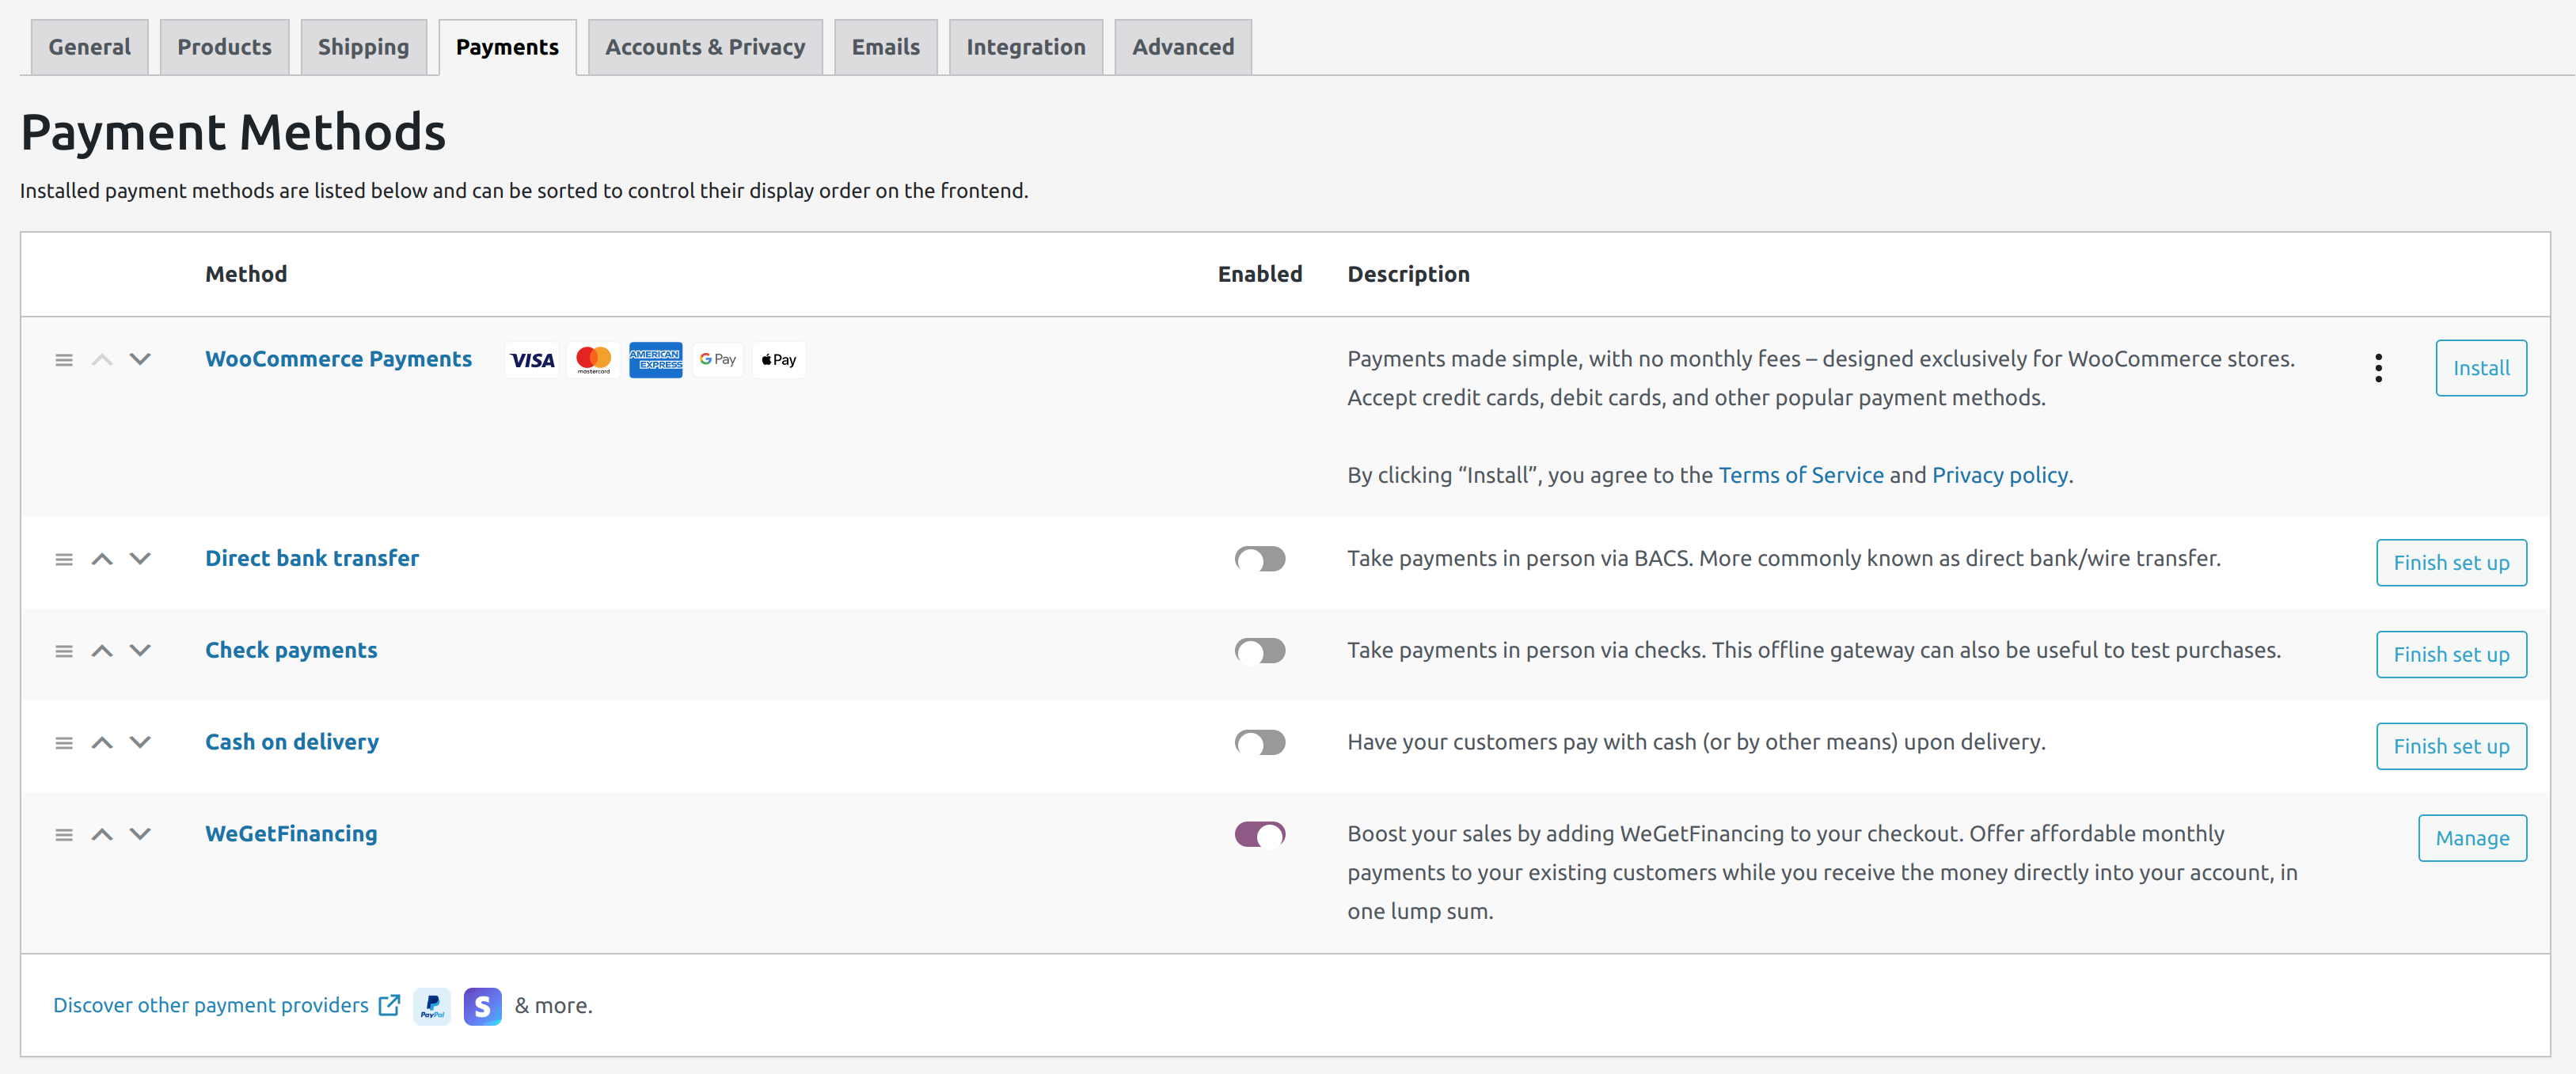 General Products Shipping Payments Accounts & Privacy Emails Integration Advanced
Payment Methods
Installed payment methods are listed below and can be sorted to control their display order on the frontend.
Method Enabled Description
WooCommerce Payments VISA mastercard AMERICAN EXPRESS G Pay Pay Payments made simple, with no monthly fees – designed exclusively for WooCommerce stores. Install
Accept credit cards, debit cards, and other popular payment methods.
By clicking “Install”, you agree to the Terms of Service and Privacy policy.
Direct bank transfer Take payments in person via BACS. More commonly known as direct bank/wire transfer. Finish set up
Check payments Take payments in person via checks. This offline gateway can also be useful to test purchases. Finish set up
Cash on delivery Have your customers pay with cash (or by other means) upon delivery. Finish set up
WeGetFinancing Boost your sales by adding WeGetFinancing to your checkout. Offer affordable monthly Manage
payments to your existing customers while you receive the money directly into your account, in
one lump sum.
Discover other payment providers PayPal S & more.